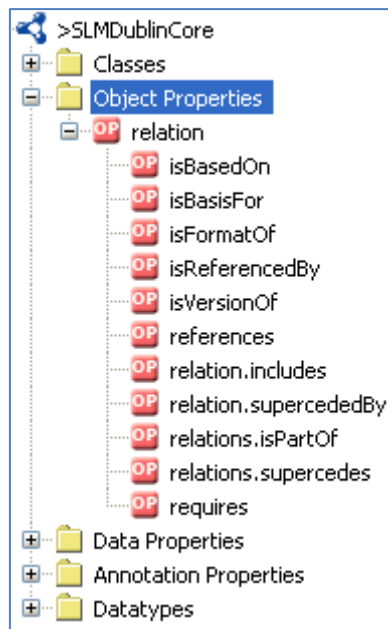 >SLMDublinCore
Classes
Object Properties
OP relation
OP isBasedOn
OP isBasisFor
OP isFormatOf
OP isReferencedBy
OP isVersionOf
OP references
OP relation.includes
OP relation.supercededBy
OP relations.isPartOf
OP relations.supercedes
OP requires
Data Properties
Annotation Properties
Datatypes